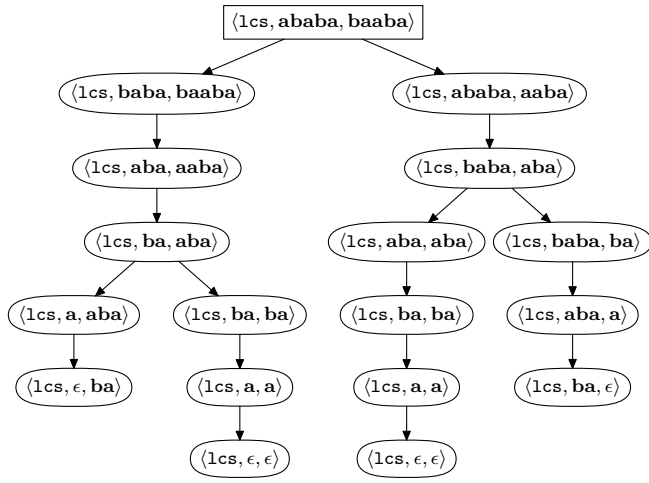 ⟨lcs, ababa, baaba⟩
⟨lcs, baba, baaba⟩ ⟨lcs, ababa, aaba⟩
⟨lcs, aba, aaba⟩ ⟨lcs, baba, aba⟩
⟨lcs, ba, aba⟩ ⟨lcs, aba, aba⟩ ⟨lcs, baba, ba⟩
⟨lcs, a, aba⟩ ⟨lcs, ba, ba⟩ ⟨lcs, ba, ba⟩ ⟨lcs, aba, a⟩
⟨lcs, ϵ, ba⟩ ⟨lcs, a, a⟩ ⟨lcs, a, a⟩ ⟨lcs, ba, ϵ⟩
⟨lcs, ϵ, ϵ⟩ ⟨lcs, ϵ, ϵ⟩